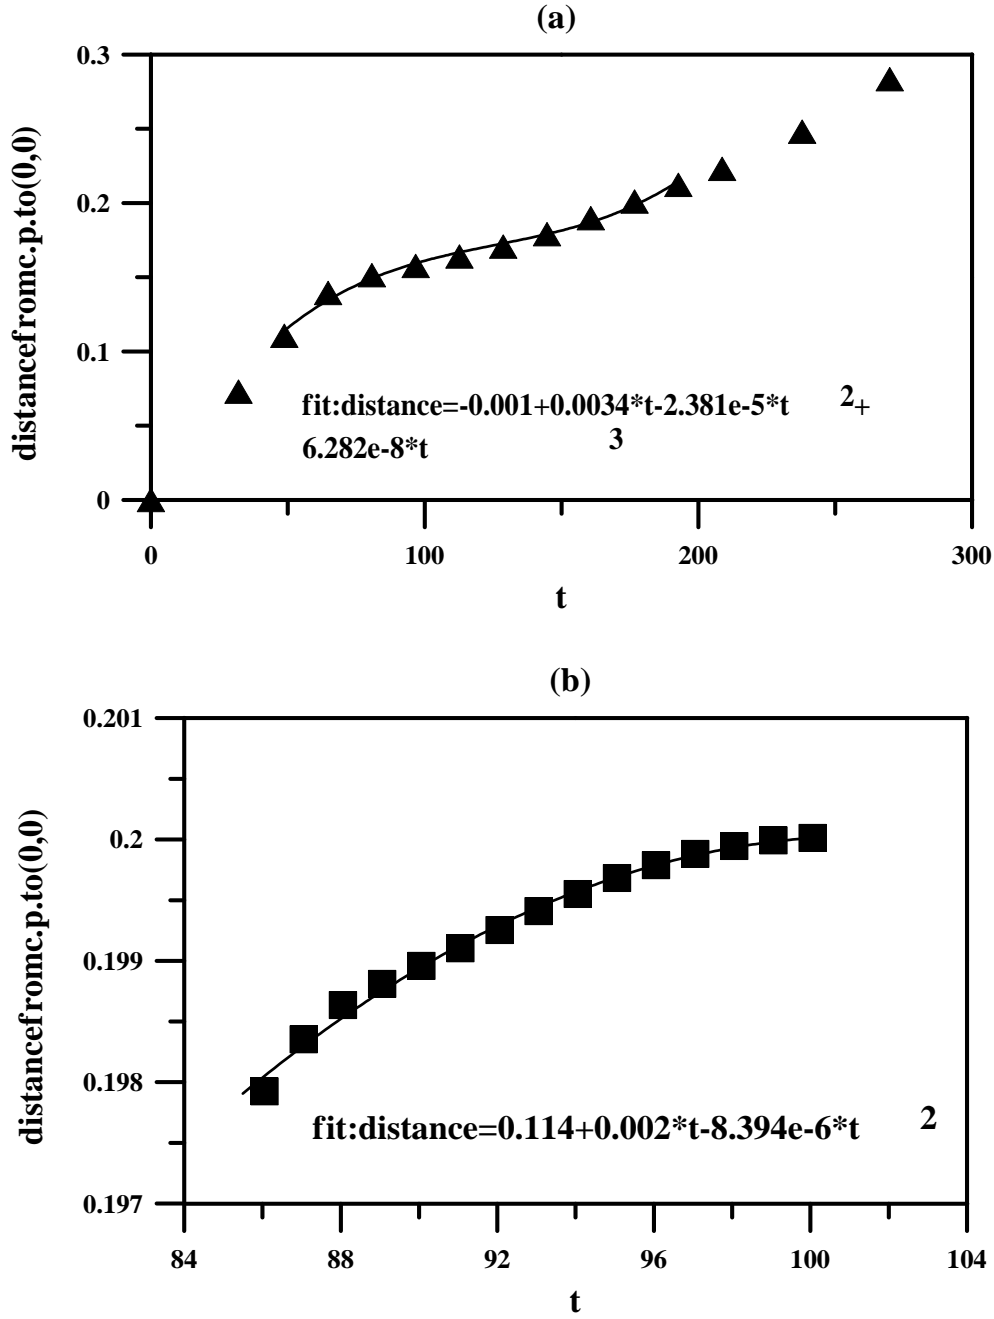 (a)
0.3
0.2
0.1
0
distancefromc.p.to(0,0)
fit:distance=-0.001+0.0034*t-2.381e-5*t 2+
6.282e-8*t 3
0 100 200 300
t
(b)
0.201
0.2
0.199
0.198
0.197
distancefromc.p.to(0,0)
fit:distance=0.114+0.002*t-8.394e-6*t 2
84 88 92 96 100 104
t